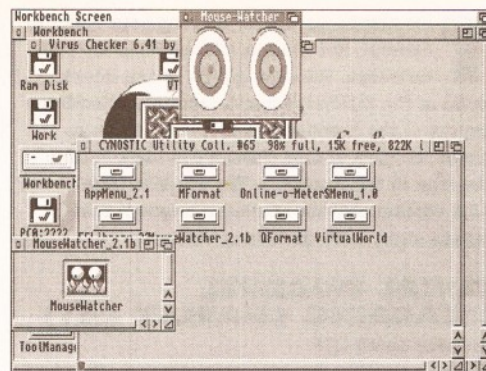 Workbench Screen
Mouse-Watcher
Workbench
Virus Checker 6.41 by
Ram Disk
VT
Work
CYNOSTIC Utility Coll. #65 98% full, 15K free, 822K i
Workbench
AppMenu_2.1 MFormat Online-o-Meter SMenu_1.0
PC0:????
Watcher_2.1b QFormat VirtualWorld
MouseWatcher_2.1b
MouseWatcher
ToolManag